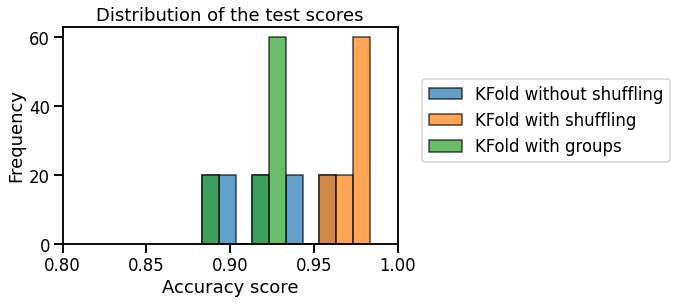 Distribution of the test scores
60
40
20
0
Frequency
0.80 0.85 0.90 0.95 1.00
Accuracy score
KFold without shuffling
KFold with shuffling
KFold with groups